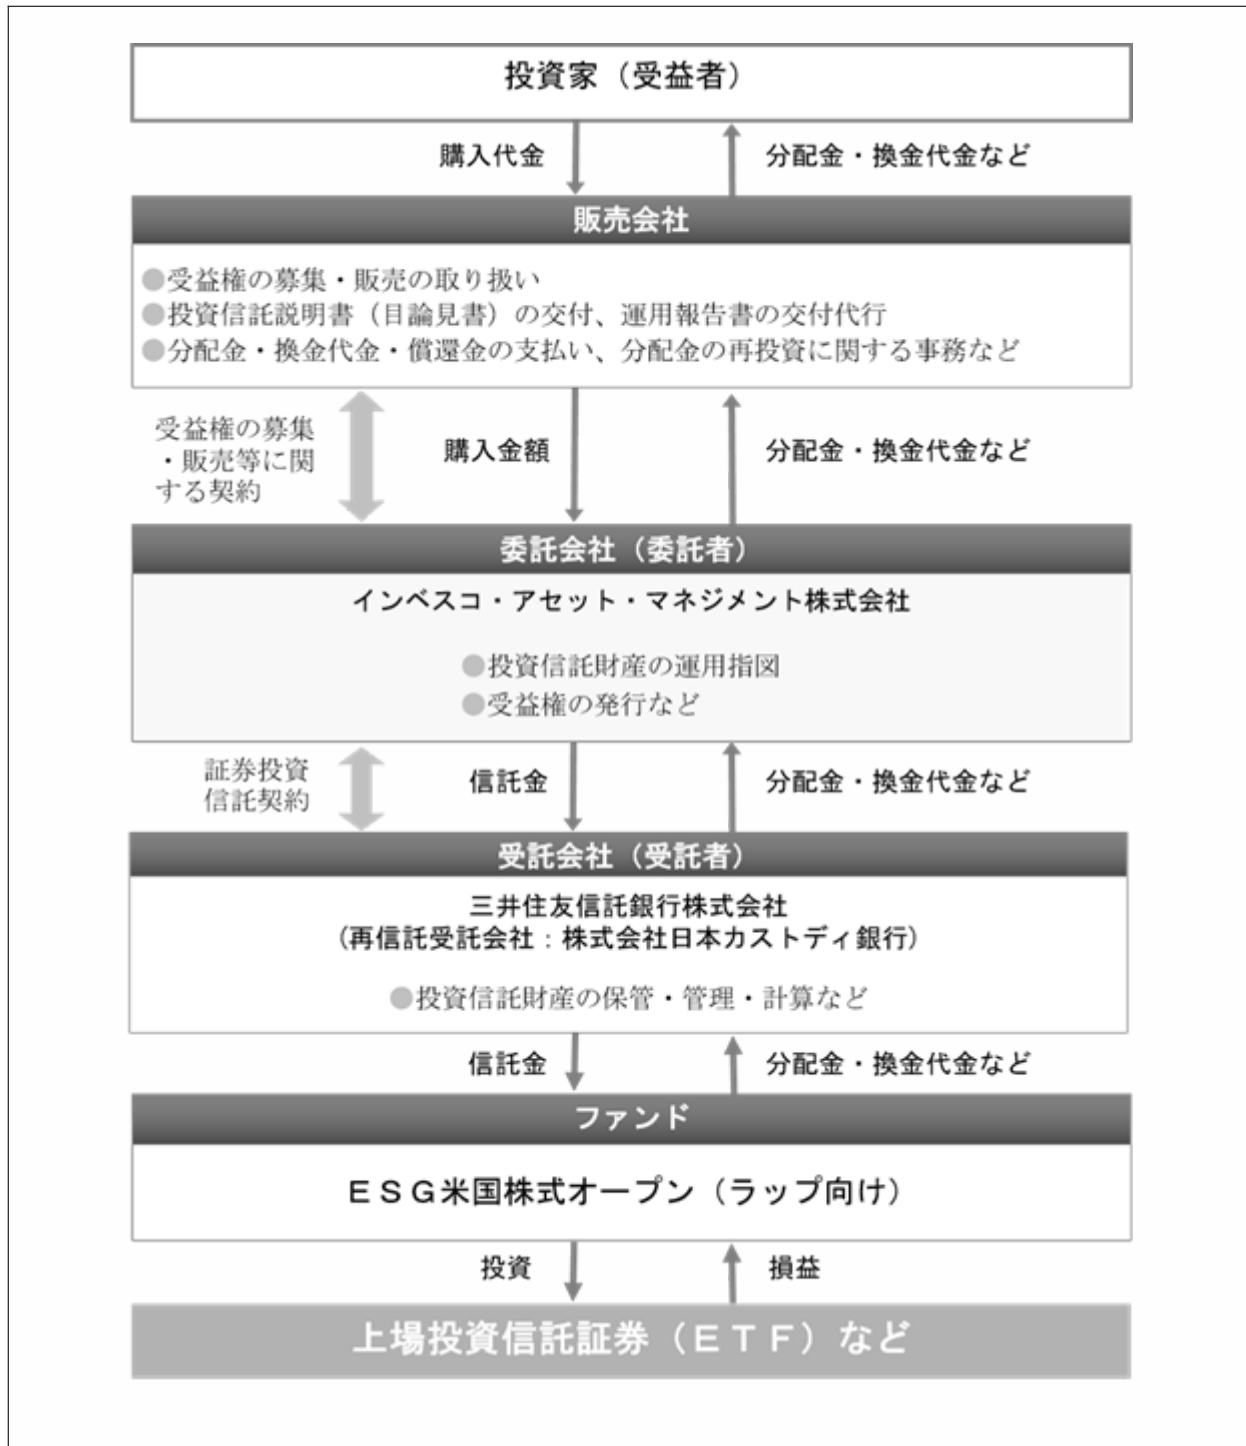 投資家（受益者）
購入代金
分配金・換金代金など
販売会社
●受益権の募集・販売の取り扱い
●投資信託説明書（目論見書）の交付、運用報告書の交付代行
●分配金・換金代金・償還金の支払い、分配金の再投資に関する事務など
受益権の募集
・販売等に関
する契約
購入金額
分配金・換金代金など
委託会社（委託者）
インベスコ・アセット・マネジメント株式会社
●投資信託財産の運用指図
●受益権の発行など
証券投資
信託契約
信託金
分配金・換金代金など
受託会社（受託者）
三井住友信託銀行株式会社
(再信託受託会社：株式会社日本カストディ銀行)
●投資信託財産の保管・管理・計算など
信託金
分配金・換金代金など
ファンド
ＥＳＧ米国株式オープン（ラップ向け）
投資
損益
上場投資信託証券（ＥＴＦ）など